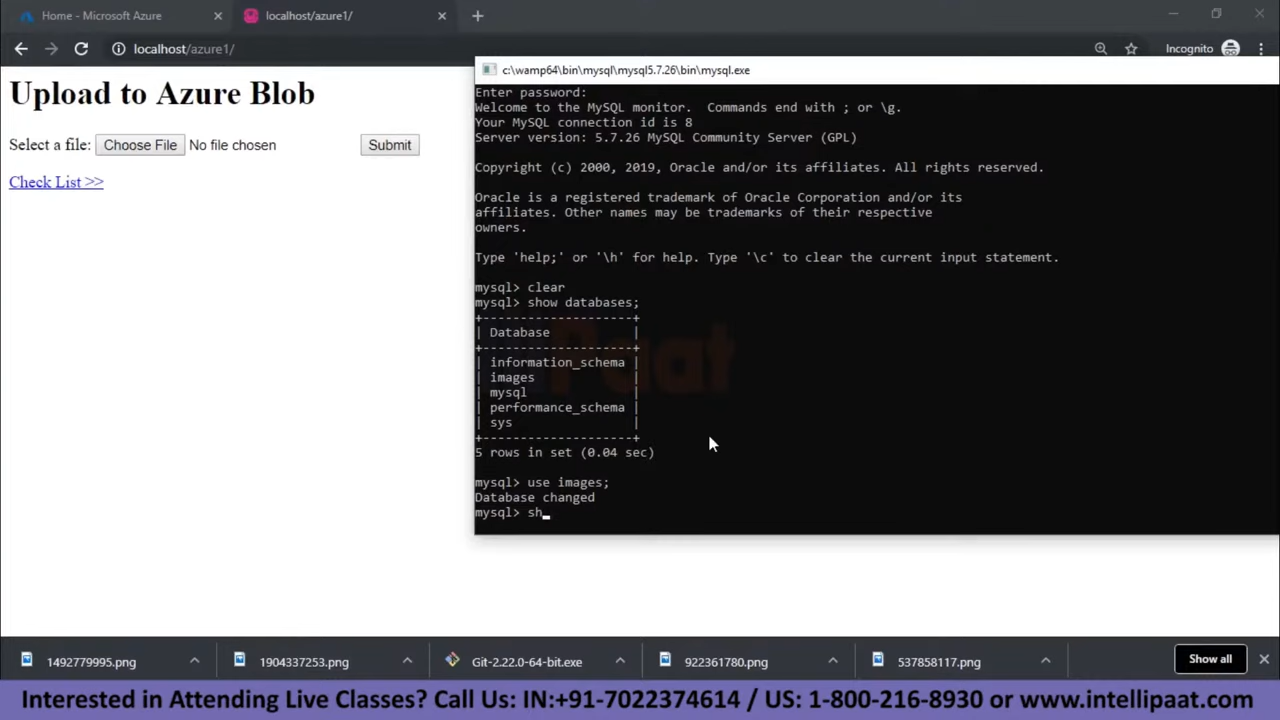 Home - Microsoft Azure
localhost/azure1/
localhost/azure1/
Incognito
Upload to Azure Blob
Select a file: Choose File No file chosen Submit
Check List >>
c:\wamp64\bin\mysql\mysql5.7.26\bin\mysql.exe
Enter password:
Welcome to the MySQL monitor.  Commands end with ; or \g.
Your MySQL connection id is 8
Server version: 5.7.26 MySQL Community Server (GPL)
Copyright (c) 2000, 2019, Oracle and/or its affiliates. All rights reserved.
Oracle is a registered trademark of Oracle Corporation and/or its
affiliates. Other names may be trademarks of their respective
owners.
Type 'help;' or '\h' for help. Type '\c' to clear the current input statement.
mysql> clear
mysql> show databases;
+--------------------+
| Database           |
+--------------------+
| information_schema |
| images             |
| mysql              |
| performance_schema |
| sys                |
+--------------------+
5 rows in set (0.04 sec)
mysql> use images;
Database changed
mysql> sh_
Paat
1492779995.png
1904337253.png
Git-2.22.0-64-bit.exe
922361780.png
537858117.png
Show all
Interested in Attending Live Classes? Call Us: IN:+91-7022374614 / US: 1-800-216-8930 or www.intellipaat.com